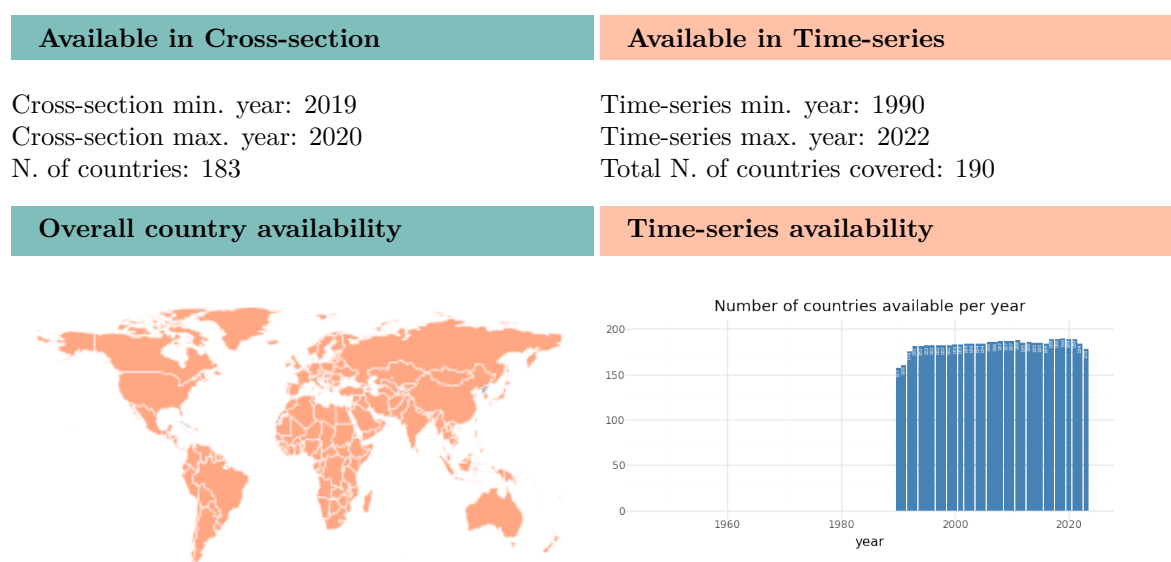 Available in Cross-section
Available in Time-series
Cross-section min. year: 2019
Cross-section max. year: 2020
N. of countries: 183
Time-series min. year: 1990
Time-series max. year: 2022
Total N. of countries covered: 190
Overall country availability
Time-series availability
Number of countries available per year
200
150
100
50
0
1960 1980 2000 2020
year